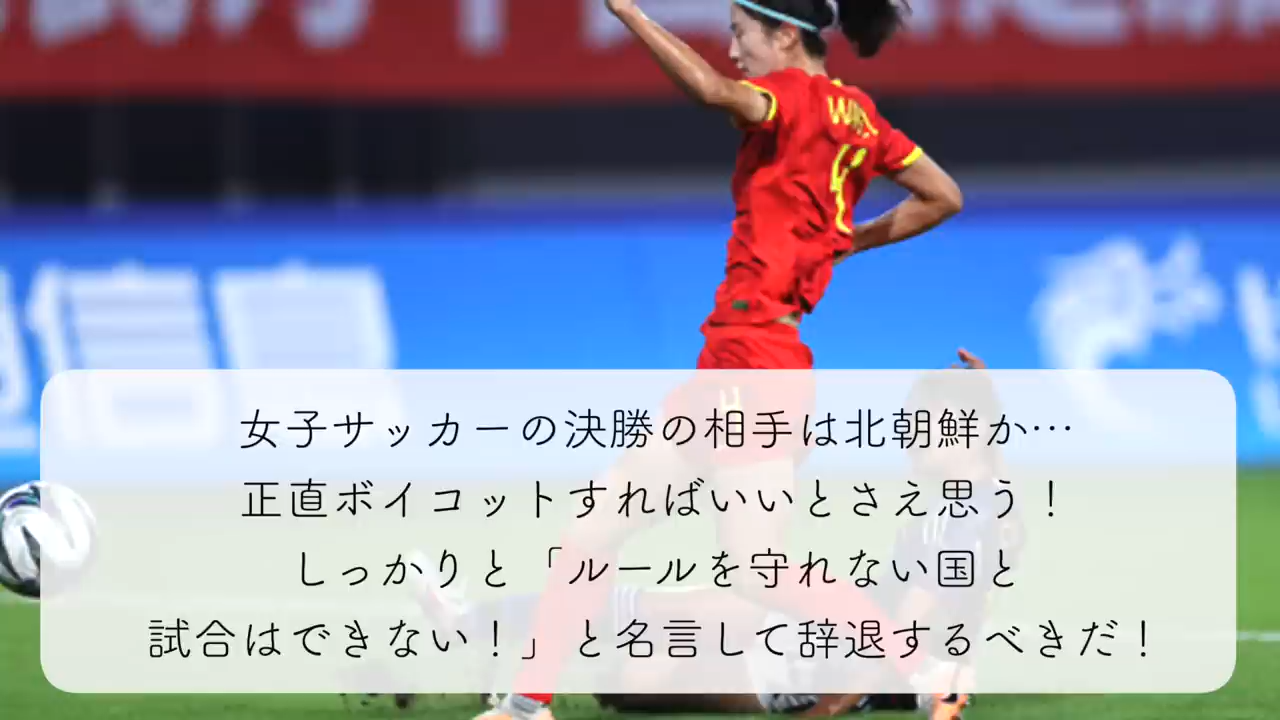 信息
4
女子サッカーの決勝の相手は北朝鮮か…
正直ボイコットすればいいとさえ思う！
しっかりと「ルールを守れない国と
試合はできない！」と名言して辞退するべきだ！